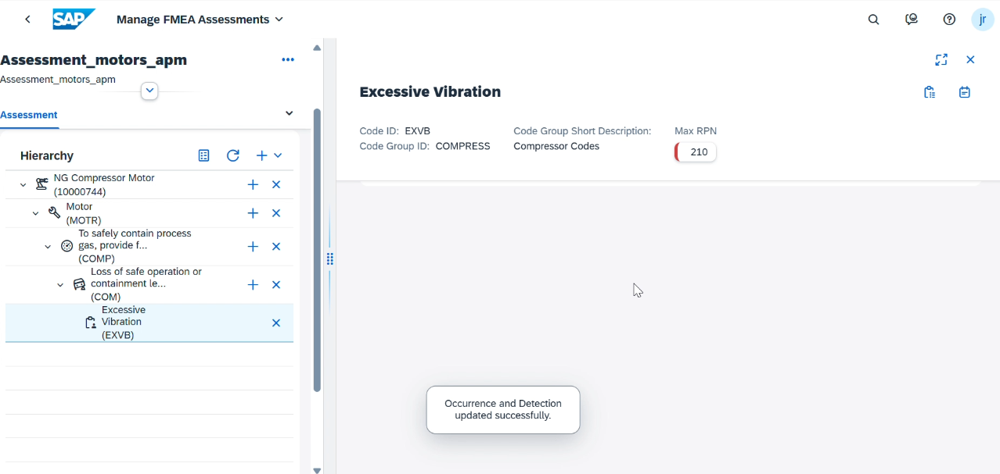 SAP
Manage FMEA Assessments
jr
Assessment_motors_apm
Assessment_motors_apm
Assessment
Hierarchy
NG Compressor Motor
(10000744)
Motor
(MOTR)
To safely contain process
gas, provide f...
(COMP)
Loss of safe operation or
containment le...
(COM)
Excessive
Vibration
(EXVB)
Excessive Vibration
Code ID: EXVB
Code Group ID: COMPRESS
Code Group Short Description:
Compressor Codes
Max RPN
210
Occurrence and Detection
updated successfully.